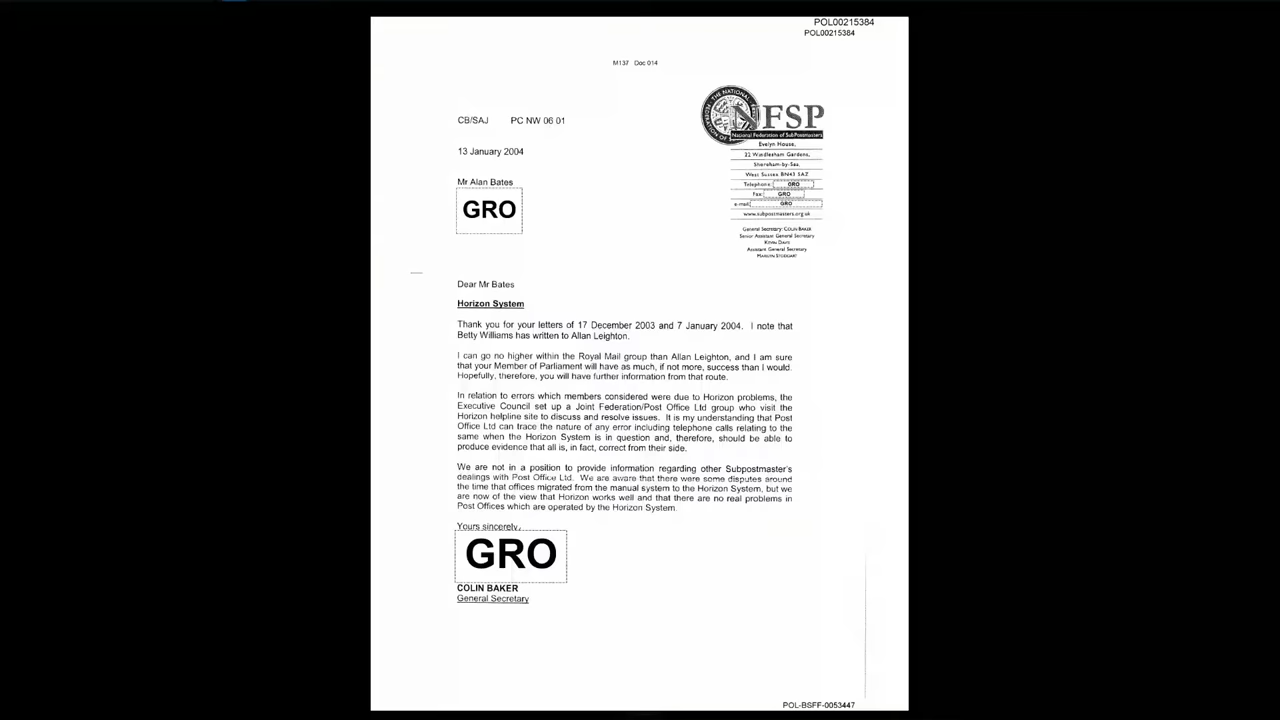 POL00215384
POL00215384
M137 Doc 014
CB/SAJ PC NW 06 01
NFSP
National Federation of SubPostmasters
Evelyn House,
22 Windlesham Gardens,
Shoreham-by-Sea,
West Sussex BN43 5AZ
Telephone: GRO
Fax: GRO
e-mail: GRO
www.subpostmasters.org.uk
General Secretary: COLIN BAKER
Senior Assistant General Secretary
KEVIN DAVIS
Assistant General Secretary
MARILYN STODDART
13 January 2004
Mr Alan Bates
GRO
Dear Mr Bates
Horizon System
Thank you for your letters of 17 December 2003 and 7 January 2004. I note that
Betty Williams has written to Allan Leighton.
I can go no higher within the Royal Mail group than Allan Leighton, and I am sure
that your Member of Parliament will have as much, if not more, success than I would.
Hopefully, therefore, you will have further information from that route.
In relation to errors which members considered were due to Horizon problems, the
Executive Council set up a Joint Federation/Post Office Ltd group who visit the
Horizon helpline site to discuss and resolve issues. It is my understanding that Post
Office Ltd can trace the nature of any error including telephone calls relating to the
same when the Horizon System is in question and, therefore, should be able to
produce evidence that all is, in fact, correct from their side.
We are not in a position to provide information regarding other Subpostmaster's
dealings with Post Office Ltd. We are aware that there were some disputes around
the time that offices migrated from the manual system to the Horizon System, but we
are now of the view that Horizon works well and that there are no real problems in
Post Offices which are operated by the Horizon System.
Yours sincerely,
GRO
COLIN BAKER
General Secretary
POL-BSFF-0053447